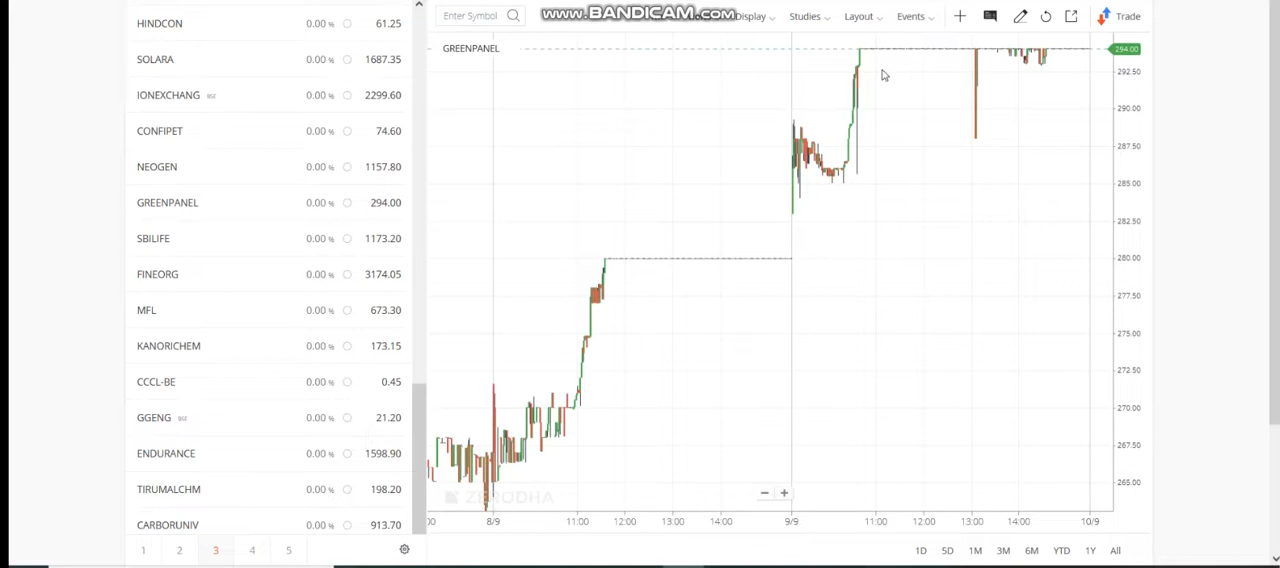 www.BANDICAM.com
Enter Symbol
Display
Studies
Layout
Events
Trade
HINDCON 0.00 % 61.25
SOLARA 0.00 % 1687.35
IONEXCHANG BSE 0.00 % 2299.60
CONFIPET 0.00 % 74.60
NEOGEN 0.00 % 1157.80
GREENPANEL 0.00 % 294.00
SBILIFE 0.00 % 1173.20
FINEORG 0.00 % 3174.05
MFL 0.00 % 673.30
KANORICHEM 0.00 % 173.15
CCCL-BE 0.00 % 0.45
GGENG BSE 0.00 % 21.20
ENDURANCE 0.00 % 1598.90
TIRUMALCHM 0.00 % 198.20
CARBORUNIV 0.00 % 913.70
1 2 3 4 5
GREENPANEL
294.00
292.50
290.00
287.50
285.00
282.50
280.00
277.50
275.00
272.50
270.00
267.50
265.00
ZERODHA
− +
:00 8/9 11:00 12:00 13:00 14:00 9/9 11:00 12:00 13:00 14:00 10/9
1D 5D 1M 3M 6M YTD 1Y All